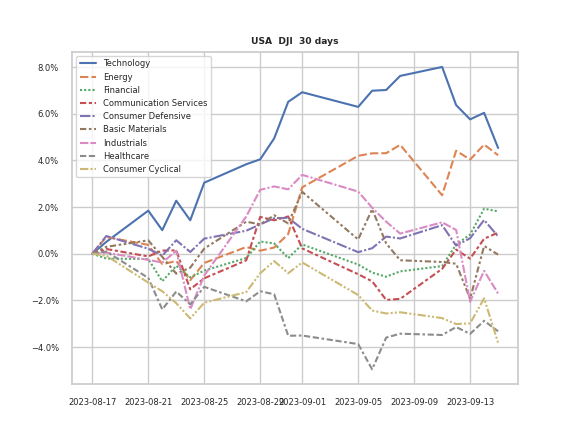 USA  DJI  30 days
8.0%
6.0%
4.0%
2.0%
0.0%
−2.0%
−4.0%
Technology
Energy
Financial
Communication Services
Consumer Defensive
Basic Materials
Industrials
Healthcare
Consumer Cyclical
2023-08-17
2023-08-21
2023-08-25
2023-08-29
2023-09-01
2023-09-05
2023-09-09
2023-09-13